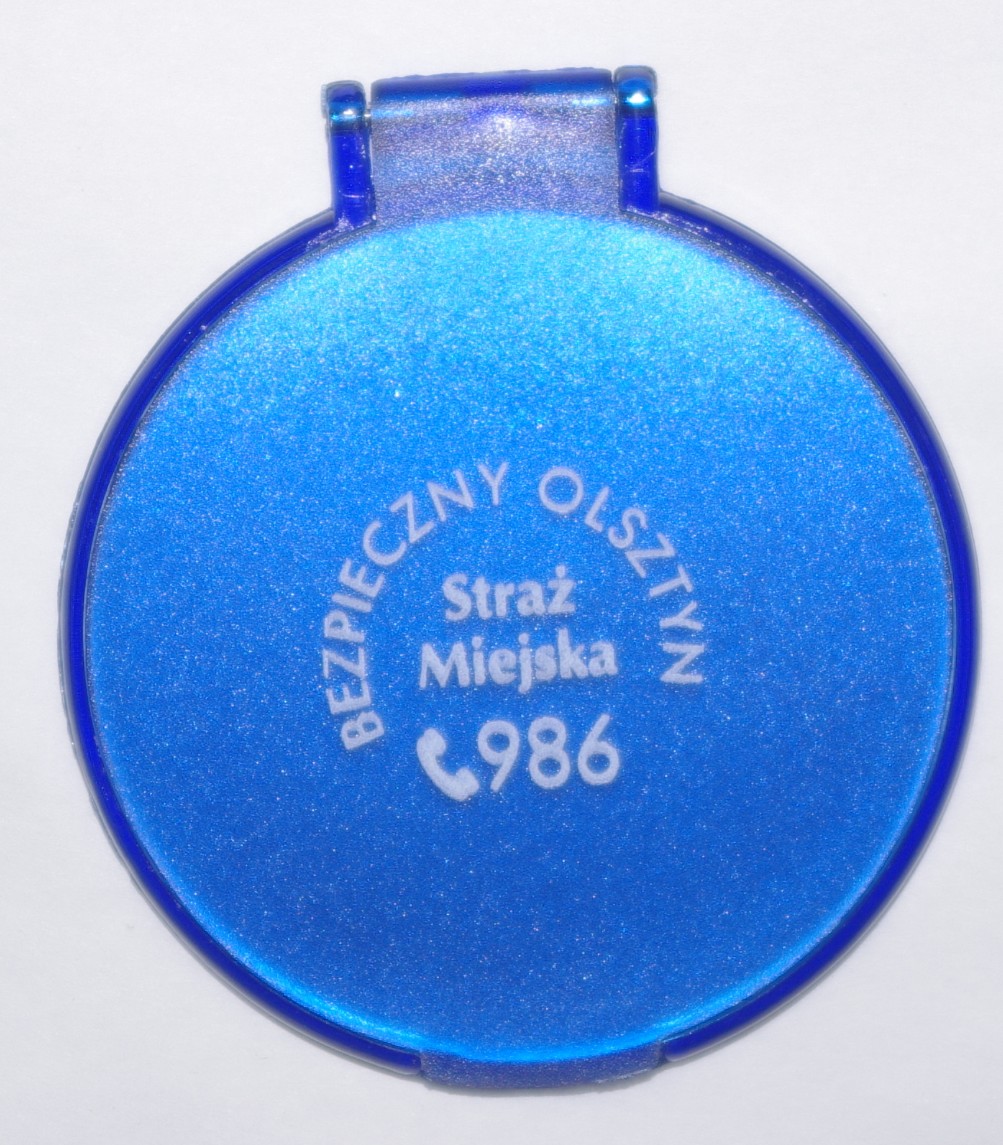 BEZPIECZNY OLSZTYN
Straż
Miejska
986